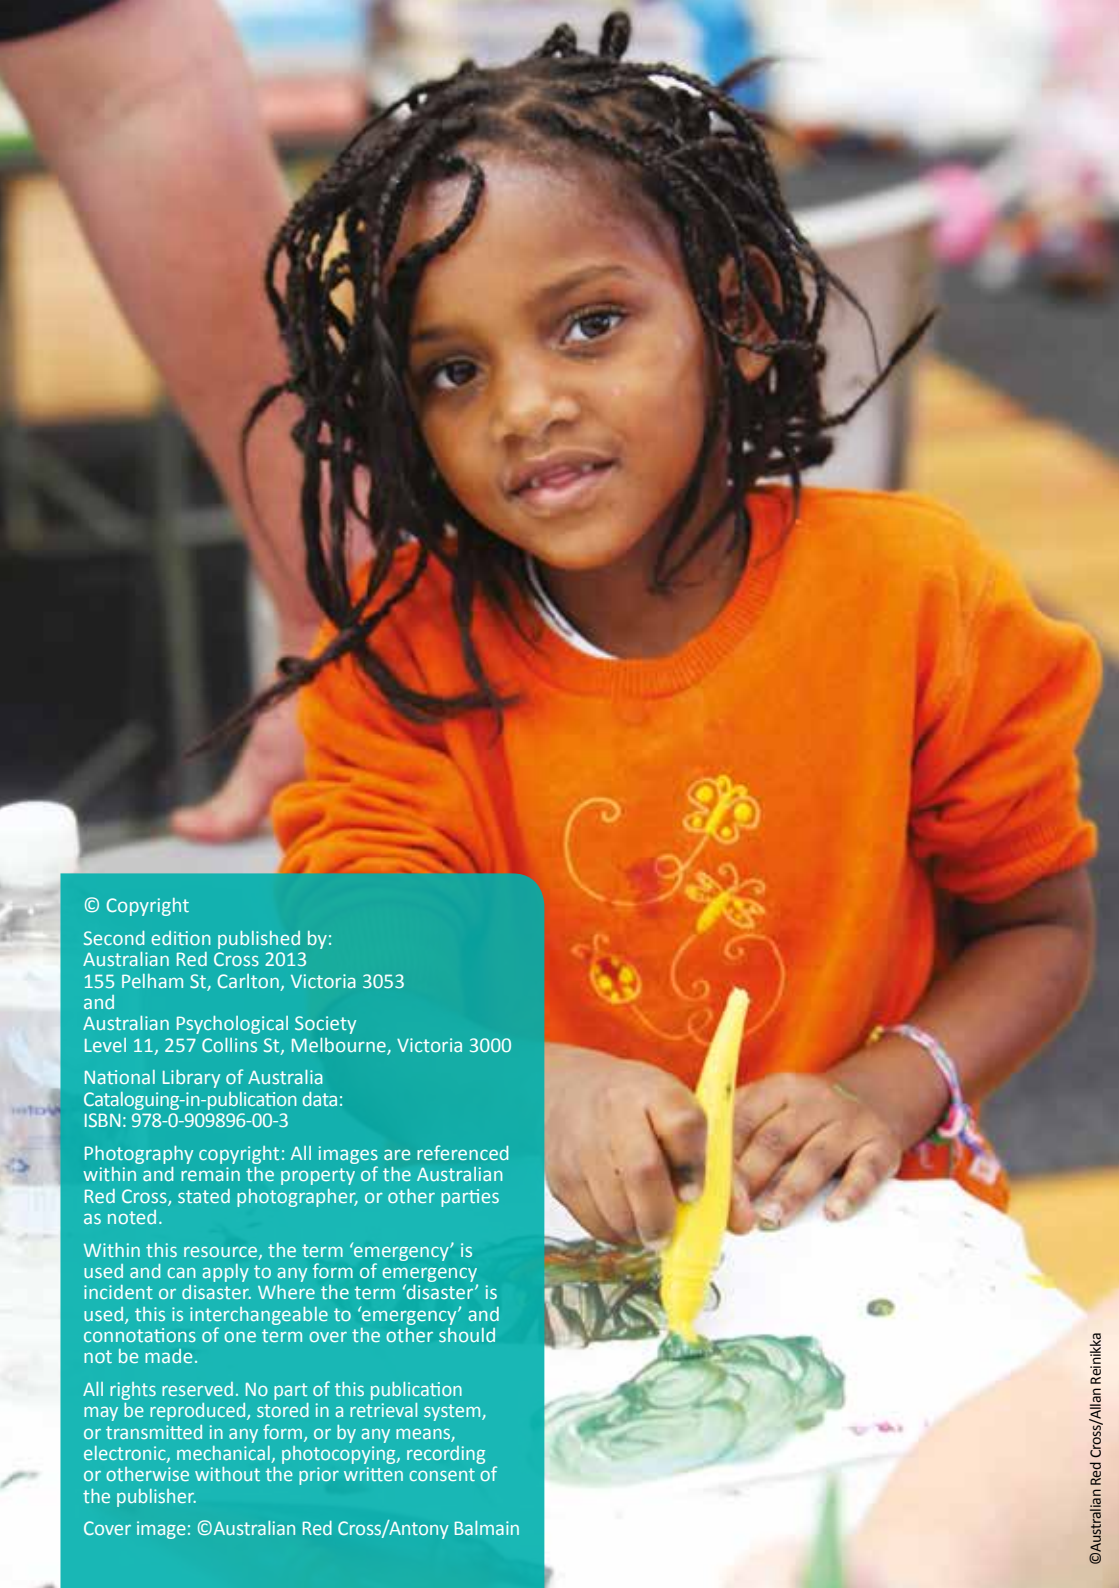 © Copyright
Second edition published by:
Australian Red Cross 2013
155 Pelham St, Carlton, Victoria 3053
and
Australian Psychological Society
Level 11, 257 Collins St, Melbourne, Victoria 3000
National Library of Australia
Cataloguing-in-publication data:
ISBN: 978-0-909896-00-3
Photography copyright: All images are referenced
within and remain the property of the Australian
Red Cross, stated photographer, or other parties
as noted.
Within this resource, the term ‘emergency’ is
used and can apply to any form of emergency
incident or disaster. Where the term ‘disaster’ is
used, this is interchangeable to ‘emergency’ and
connotations of one term over the other should
not be made.
All rights reserved. No part of this publication
may be reproduced, stored in a retrieval system,
or transmitted in any form, or by any means,
electronic, mechanical, photocopying, recording
or otherwise without the prior written consent of
the publisher.
Cover image: ©Australian Red Cross/Antony Balmain
©Australian Red Cross/Allan Reinikka